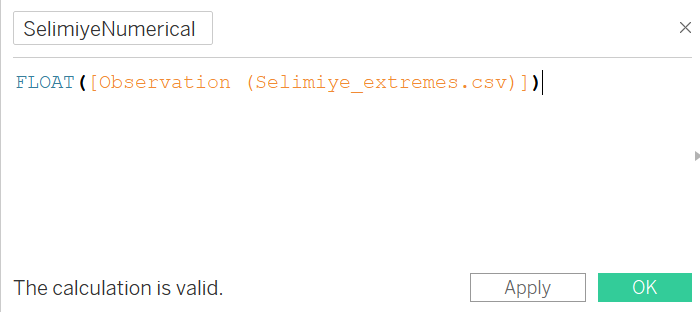 SelimiyeNumerical
FLOAT([Observation (Selimiye_extremes.csv)])
The calculation is valid.
Apply
OK